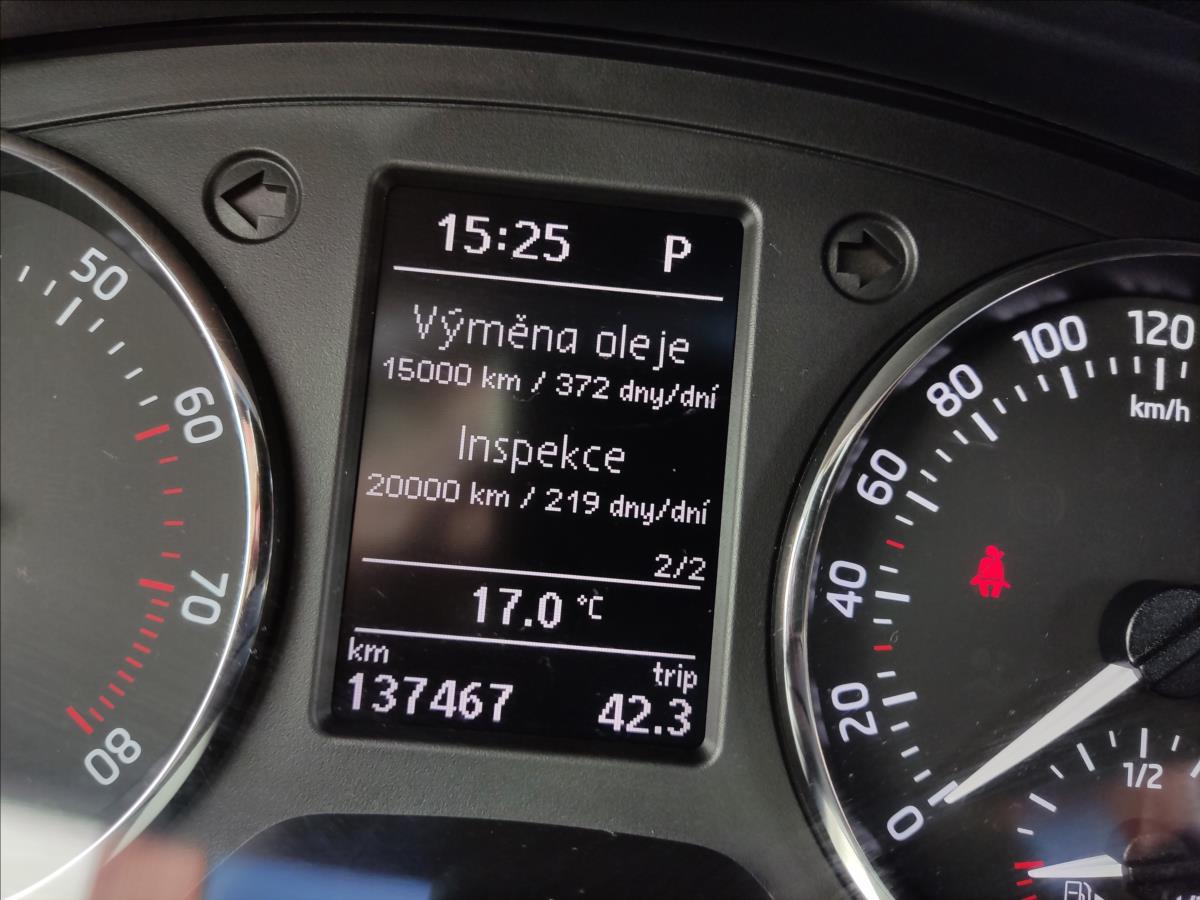 15:25 P
Výměna oleje
15000 km / 372 dny/dní
Inspekce
20000 km / 219 dny/dní
2/2
17.0 °C
km trip
137467 42.3
50
60
70
80
0
20
40
60
80
100
120
km/h
1/2